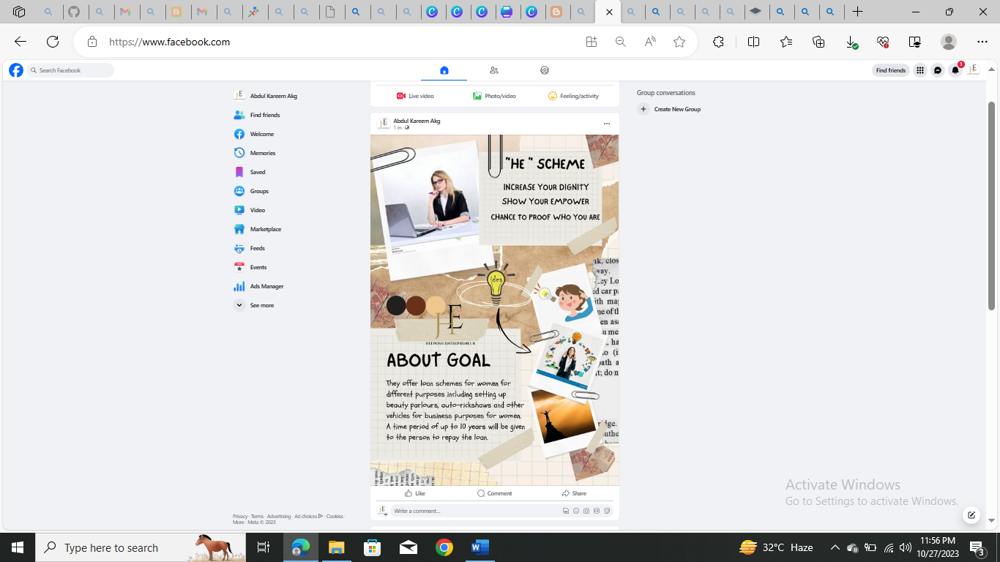 https://www.facebook.com
Search Facebook
Find friends
1
Abdul Kareem Akg
Find friends
Welcome
Memories
Saved
Groups
Video
Marketplace
Feeds
Events
Ads Manager
See more
Privacy · Terms · Advertising · Ad choices · Cookies ·
More · Meta © 2023
Live video
Photo/video
Feeling/activity
Abdul Kareem Akg
1 m ·
"HE " SCHEME
INCREASE YOUR DIGNITY
SHOW YOUR EMPOWER
CHANCE TO PROOF WHO YOU ARE
idea
HE
HEEPOSH ENTREPRENEUR
ABOUT GOAL
They offer loan schemes for women for
different purposes including setting up
beauty parlours, auto-rickshaws and other
vehicles for business purposes for women.
A time period of up to 10 years will be given
to the person to repay the loan.
Like
Comment
Share
Write a comment...
Group conversations
Create New Group
Activate Windows
Go to Settings to activate Windows.
Type here to search
32°C Haze
11:56 PM
10/27/2023
3